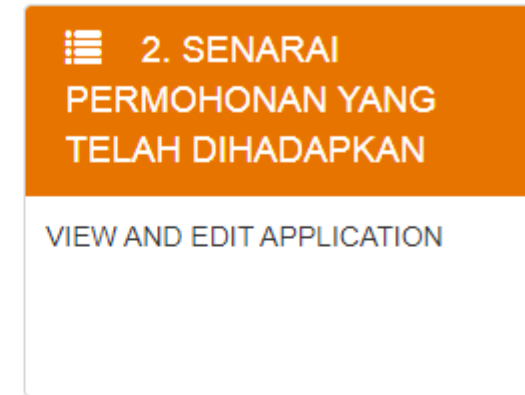 2. SENARAI
PERMOHONAN YANG
TELAH DIHADAPKAN
VIEW AND EDIT APPLICATION